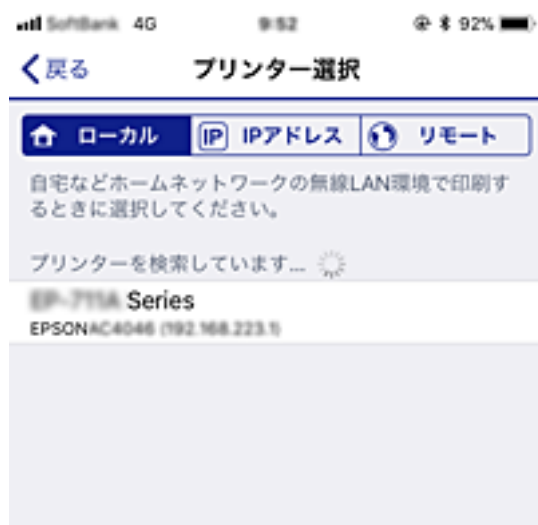 SoftBank 4G 9:52 92%
戻る プリンター選択
ローカル IP IPアドレス リモート
自宅などホームネットワークの無線LAN環境で印刷す
るときに選択してください。
プリンターを検索しています...
Series
EPSON